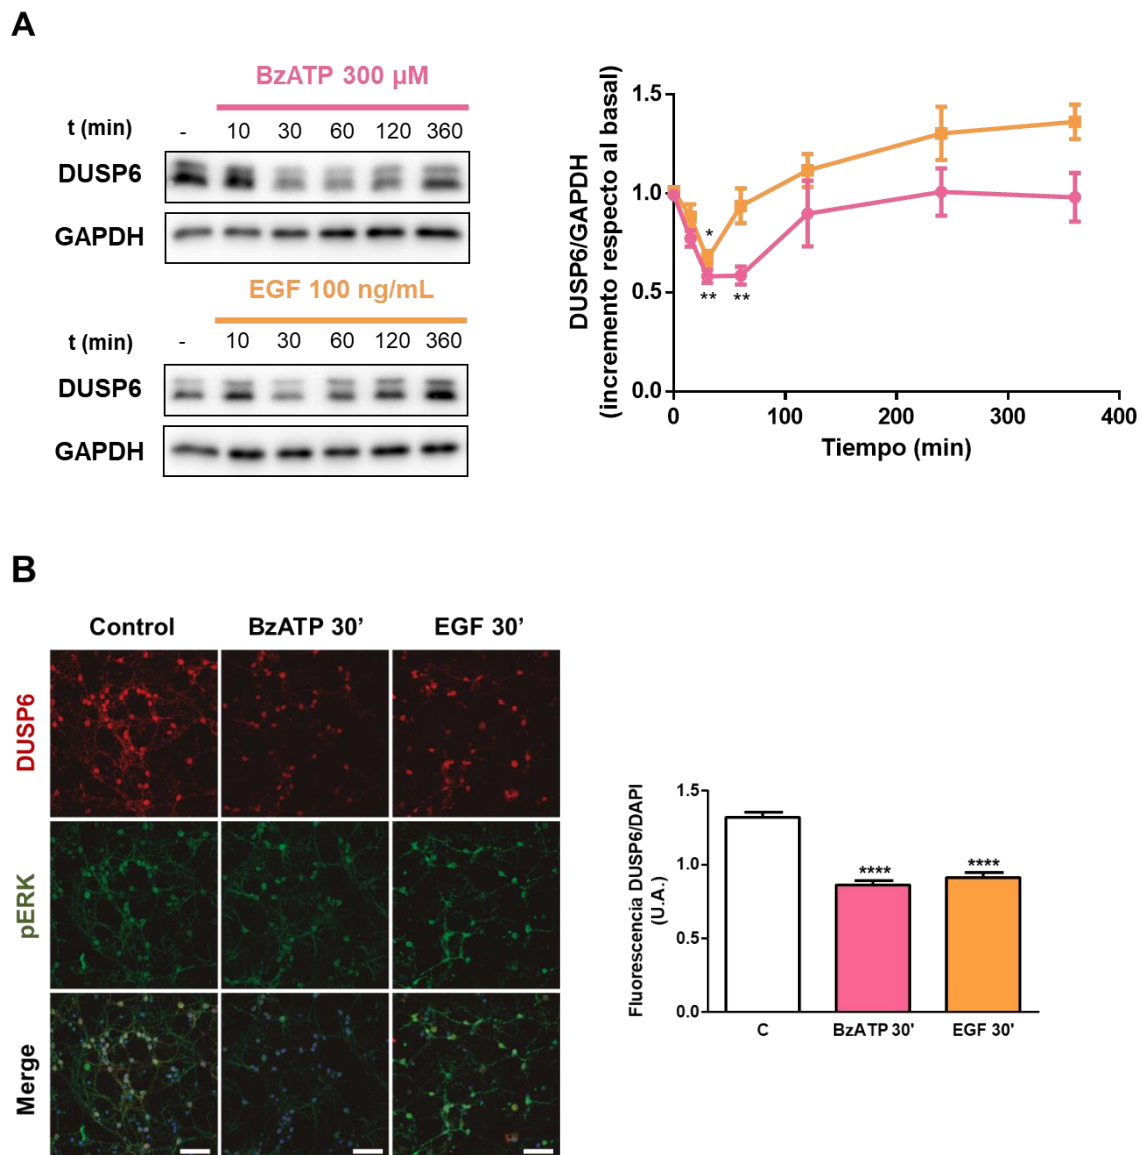 A
BzATP 300 µM
t (min) - 10 30 60 120 360
DUSP6
GAPDH
EGF 100 ng/mL
t (min) - 10 30 60 120 360
DUSP6
GAPDH
DUSP6/GAPDH
(incremento respecto al basal)
1.5
1.0
0.5
0.0
*
** **
0 100 200 300 400
Tiempo (min)
B
Control BzATP 30’ EGF 30’
DUSP6
pERK
Merge
Fluorescencia DUSP6/DAPI
(U.A.)
1.5
1.0
0.5
0.0
**** ****
C BzATP 30' EGF 30'